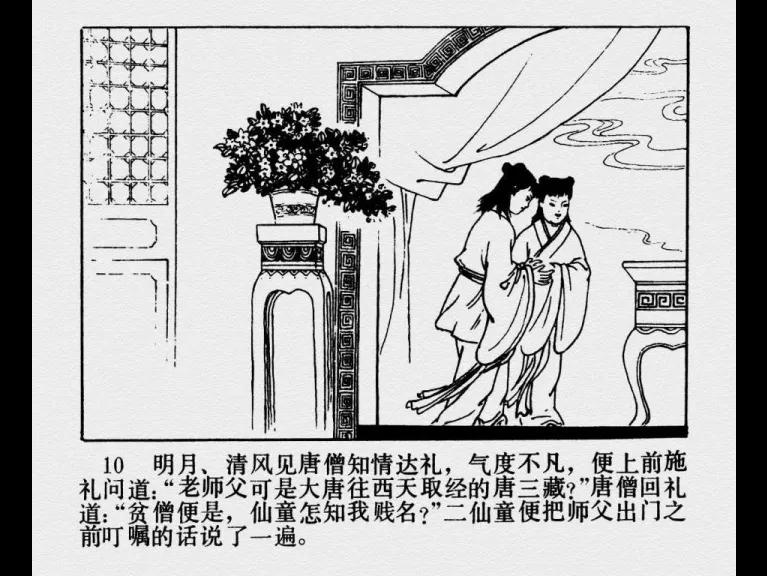 10 明月、清风见唐僧知情达礼，气度不凡，便上前施
礼问道：“老师父可是大唐往西天取经的唐三藏？”唐僧回礼
道：“贫僧便是，仙童怎知我贱名？”二仙童便把师父出门之
前叮嘱的话说了一遍。